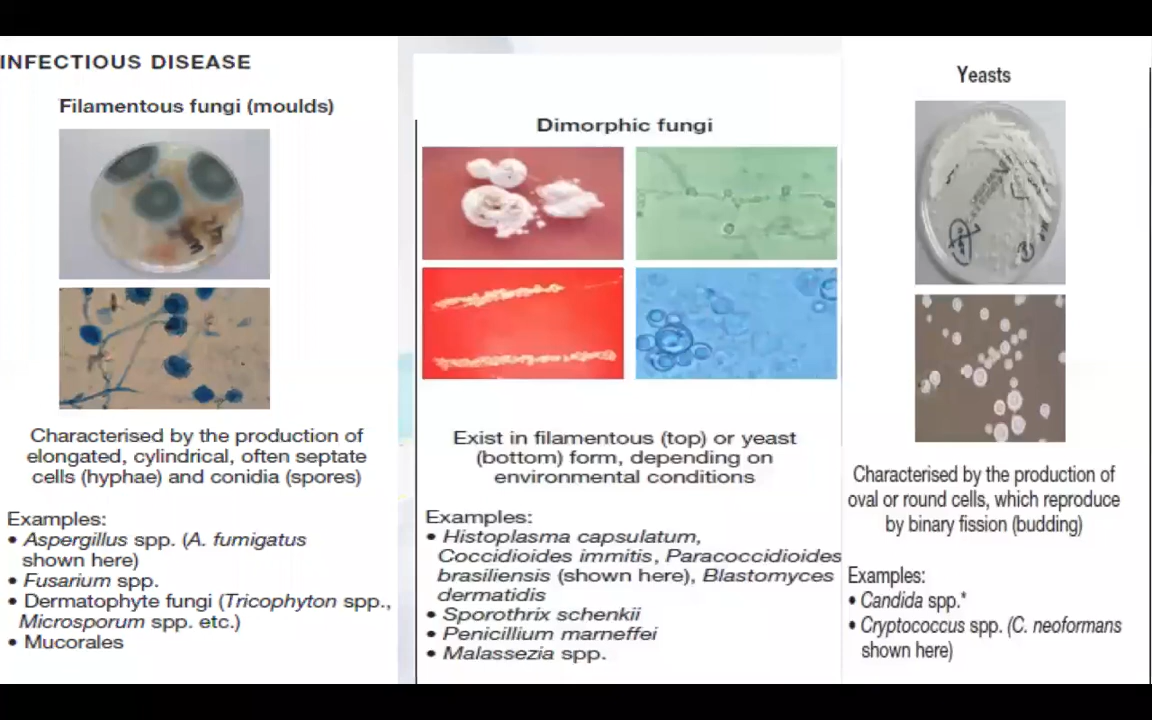 INFECTIOUS DISEASE
Filamentous fungi (moulds)
Characterised by the production of
elongated, cylindrical, often septate
cells (hyphae) and conidia (spores)
Examples:
• Aspergillus spp. (A. fumigatus
shown here)
• Fusarium spp.
• Dermatophyte fungi (Tricophyton spp.,
Microsporum spp. etc.)
• Mucorales
Dimorphic fungi
Exist in filamentous (top) or yeast
(bottom) form, depending on
environmental conditions
Examples:
• Histoplasma capsulatum,
Coccidioides immitis, Paracoccidioides
brasiliensis (shown here), Blastomyces
dermatidis
• Sporothrix schenkii
• Penicillium marneffei
• Malassezia spp.
Yeasts
Characterised by the production of
oval or round cells, which reproduce
by binary fission (budding)
Examples:
• Candida spp.*
• Cryptococcus spp. (C. neoformans
shown here)